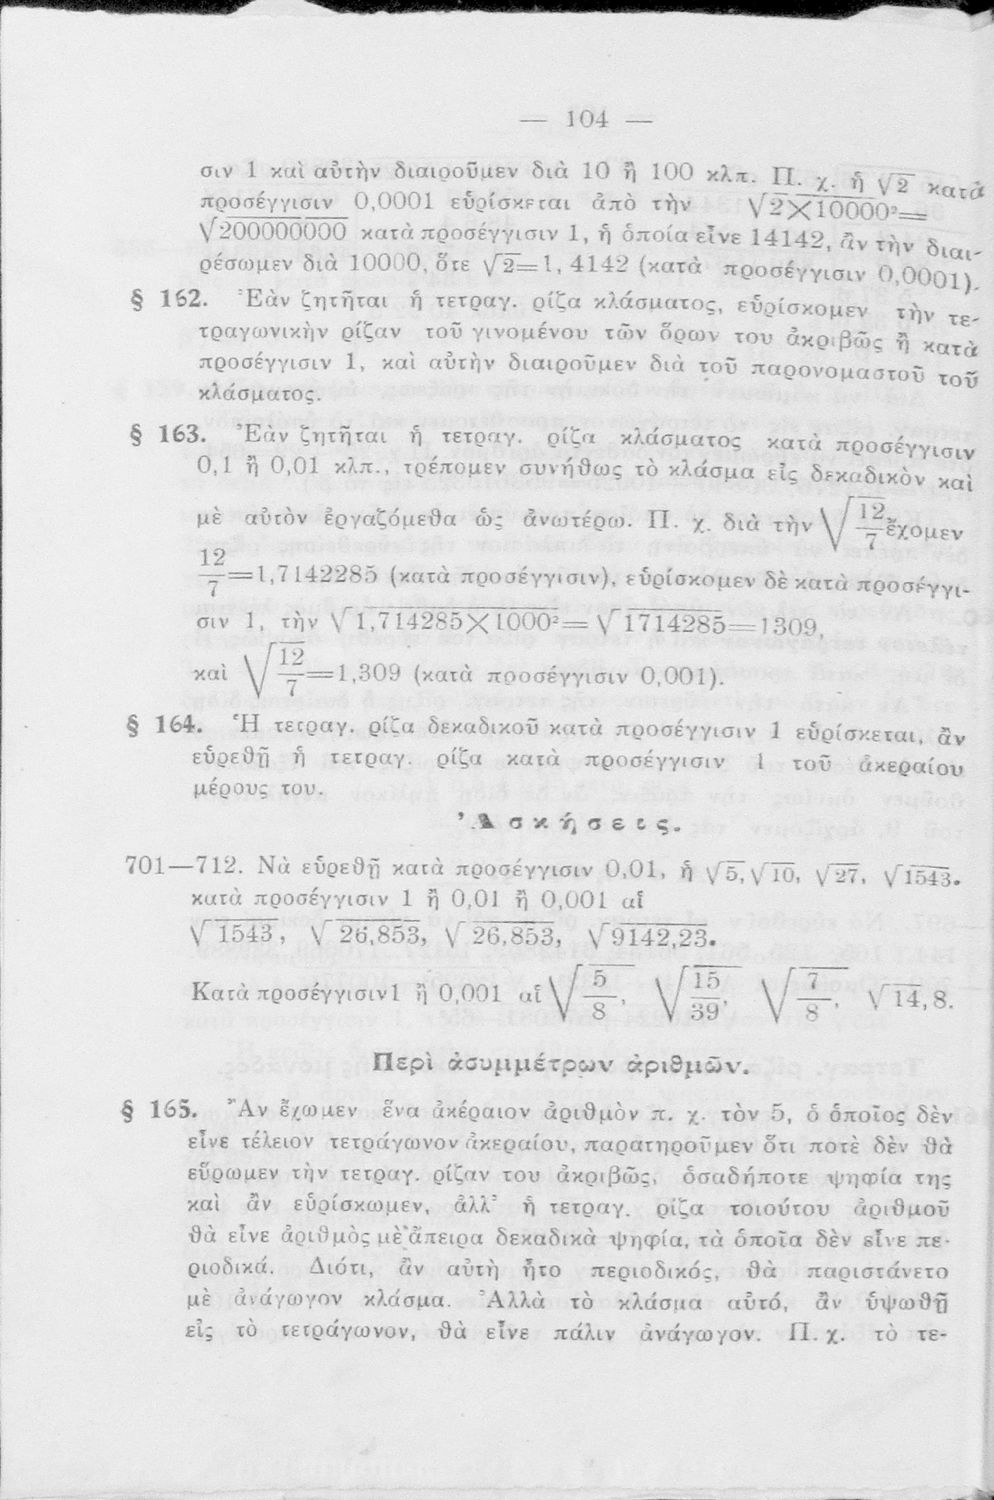 — 104 —
σιν 1 καὶ αὐτὴν διαιροῦμεν διὰ 10 ἢ 100 κλπ. Π. χ. ἡ √2 κατὰ
προσέγγισιν 0,0001 εὑρίσκεται ἀπὸ τὴν √2×10000²=
√200000000 κατὰ προσέγγισιν 1, ἡ ὁποία εἶνε 14142, ἂν τὴν διαι-
ρέσωμεν διὰ 10000, ὅτε √2=1,4142 (κατὰ προσέγγισιν 0,0001).
§ 162. Ἐὰν ζητῆται ἡ τετραγ. ρίζα κλάσματος, εὑρίσκομεν τὴν τε-
τραγωνικὴν ρίζαν τοῦ γινομένου τῶν ὅρων του ἀκριβῶς ἢ κατὰ
προσέγγισιν 1, καὶ αὐτὴν διαιροῦμεν διὰ τοῦ παρονομαστοῦ τοῦ
κλάσματος.
§ 163. Ἐὰν ζητῆται ἡ τετραγ. ρίζα κλάσματος κατὰ προσέγγισιν
0,1 ἢ 0,01 κλπ., τρέπομεν συνήθως τὸ κλάσμα εἰς δεκαδικὸν καὶ
μὲ αὐτὸν ἐργαζόμεθα ὡς ἀνωτέρω. Π. χ. διὰ τὴν √12/7 ἔχομεν
12/7=1,7142285 (κατὰ προσέγγισιν), εὑρίσκομεν δὲ κατὰ προσέγγι-
σιν 1, τὴν √1,714285×1000²=√1714285=1309,
καὶ √12/7=1,309 (κατὰ προσέγγισιν 0,001).
§ 164. Ἡ τετραγ. ρίζα δεκαδικοῦ κατὰ προσέγγισιν 1 εὑρίσκεται, ἂν
εὑρεθῇ ἡ τετραγ. ρίζα κατὰ προσέγγισιν 1 τοῦ ἀκεραίου
μέρους του.
Ἀσκήσεις.
701—712. Νὰ εὑρεθῇ κατὰ προσέγγισιν 0,01, ἡ √5, √10, √27, √1543.
κατὰ προσέγγισιν 1 ἢ 0,01 ἢ 0,001 αἱ
√1543, √26,853, √26,853, √9142,23.
Κατὰ προσέγγισιν 1 ἢ 0,001 αἱ √5/8, √15/39, √7/8, √14,8.
Περὶ ἀσυμμέτρων ἀριθμῶν.
§ 165. Ἂν ἔχωμεν ἕνα ἀκέραιον ἀριθμὸν π. χ. τὸν 5, ὁ ὁποῖος δὲν
εἶνε τέλειον τετράγωνον ἀκεραίου, παρατηροῦμεν ὅτι ποτὲ δὲν θὰ
εὕρωμεν τὴν τετραγ. ρίζαν του ἀκριβῶς, ὁσαδήποτε ψηφία της
καὶ ἂν εὑρίσκωμεν, ἀλλ' ἡ τετραγ. ρίζα τοιούτου ἀριθμοῦ
θὰ εἶνε ἀριθμὸς μὲ ἄπειρα δεκαδικὰ ψηφία, τὰ ὁποῖα δὲν εἶνε πε-
ριοδικά. Διότι, ἂν αὐτὴ ἦτο περιοδικός, θὰ παριστάνετο
μὲ ἀνάγωγον κλάσμα. Ἀλλὰ τὸ κλάσμα αὐτό, ἂν ὑψωθῇ
εἰς τὸ τετράγωνον, θὰ εἶνε πάλιν ἀνάγωγον. Π. χ. τὸ τε-